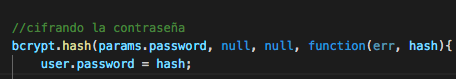 //cifrando la contraseña
bcrypt.hash(params.password, null, null, function(err, hash){
user.password = hash;